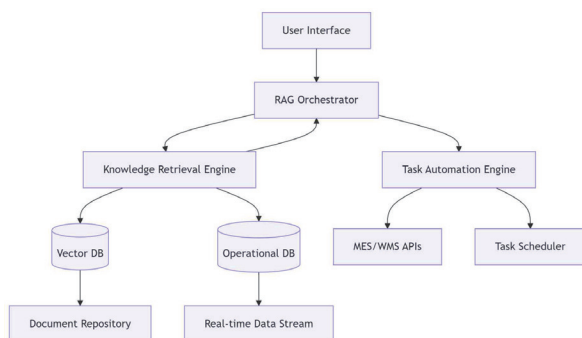 User Interface
RAG Orchestrator
Knowledge Retrieval Engine
Task Automation Engine
Vector DB
Operational DB
MES/WMS APIs
Task Scheduler
Document Repository
Real-time Data Stream